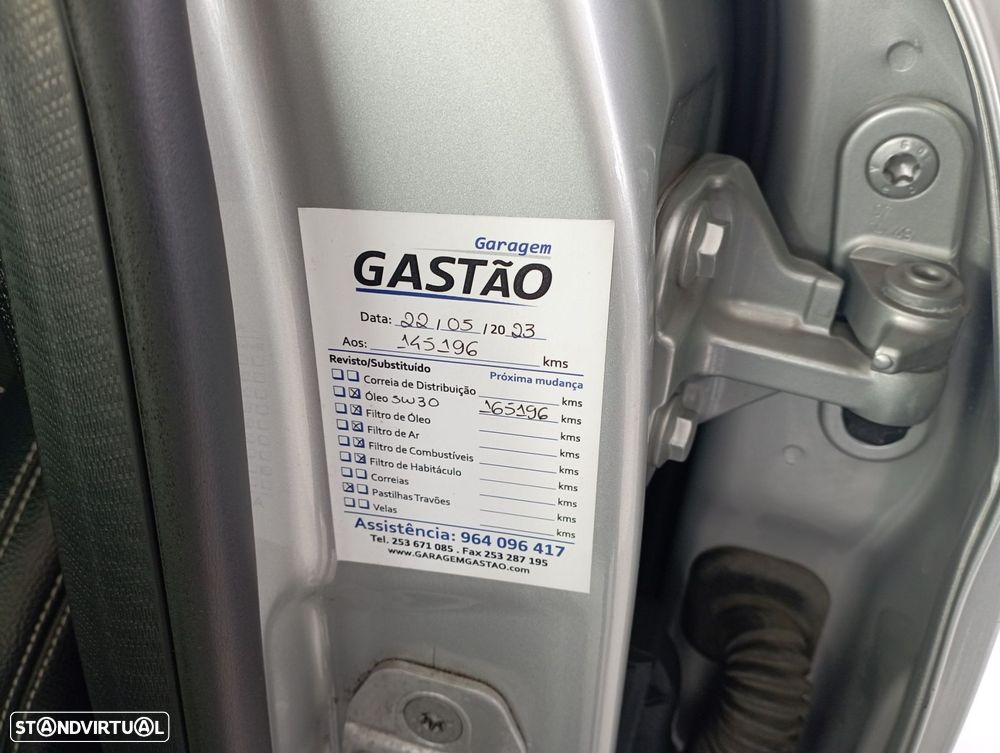 Garagem
GASTÃO
Data: 22 / 05 / 20 23
Aos: 145196 kms
Revisto/Substituído Próxima mudança
Correia de Distribuição kms
Óleo 5W30 165196 kms
Filtro de Óleo kms
Filtro de Ar kms
Filtro de Combustíveis kms
Filtro de Habitáculo kms
Correias kms
Pastilhas Travões kms
Velas kms
Assistência: 964 096 417
Tel. 253 671 085 . Fax 253 287 195
www.GARAGEMGASTAO.com
STANDVIRTUAL